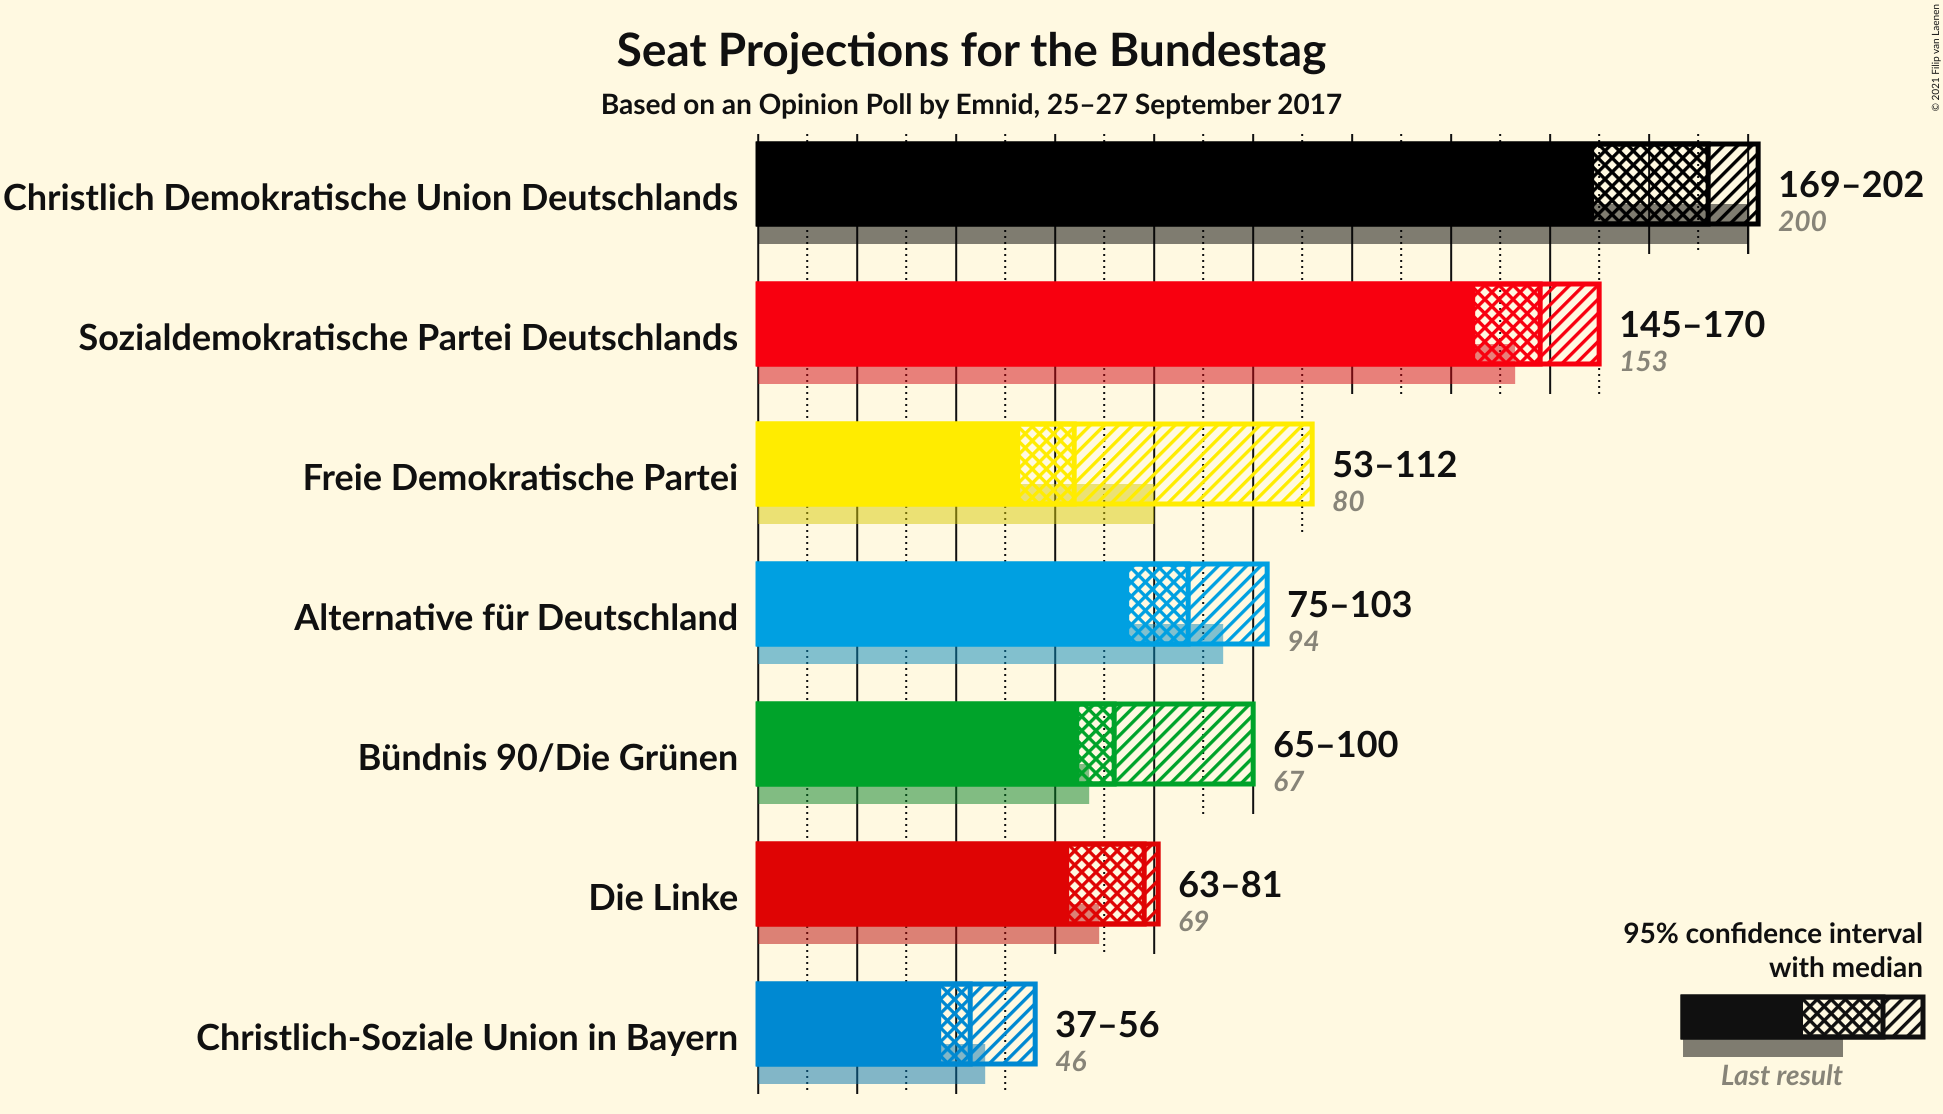 Seat Projections for the Bundestag
Based on an Opinion Poll by Emnid, 25–27 September 2017
© 2021 Filip van Laenen
Christlich Demokratische Union Deutschlands
169–202
200
Sozialdemokratische Partei Deutschlands
145–170
153
Freie Demokratische Partei
53–112
80
Alternative für Deutschland
75–103
94
Bündnis 90/Die Grünen
65–100
67
Die Linke
63–81
69
Christlich-Soziale Union in Bayern
37–56
46
95% confidence interval
with median
Last result